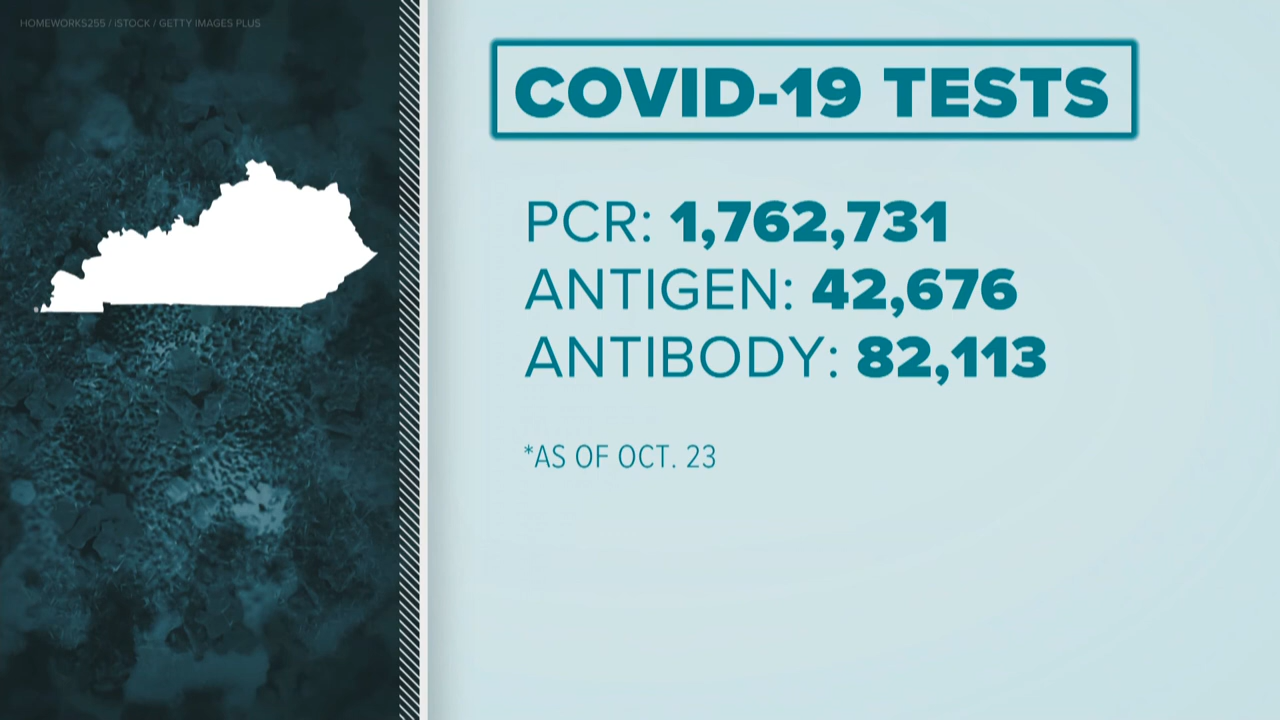 HOMEWORKS255 / iSTOCK / GETTY IMAGES PLUS
COVID-19 TESTS
PCR: 1,762,731
ANTIGEN: 42,676
ANTIBODY: 82,113
*AS OF OCT. 23